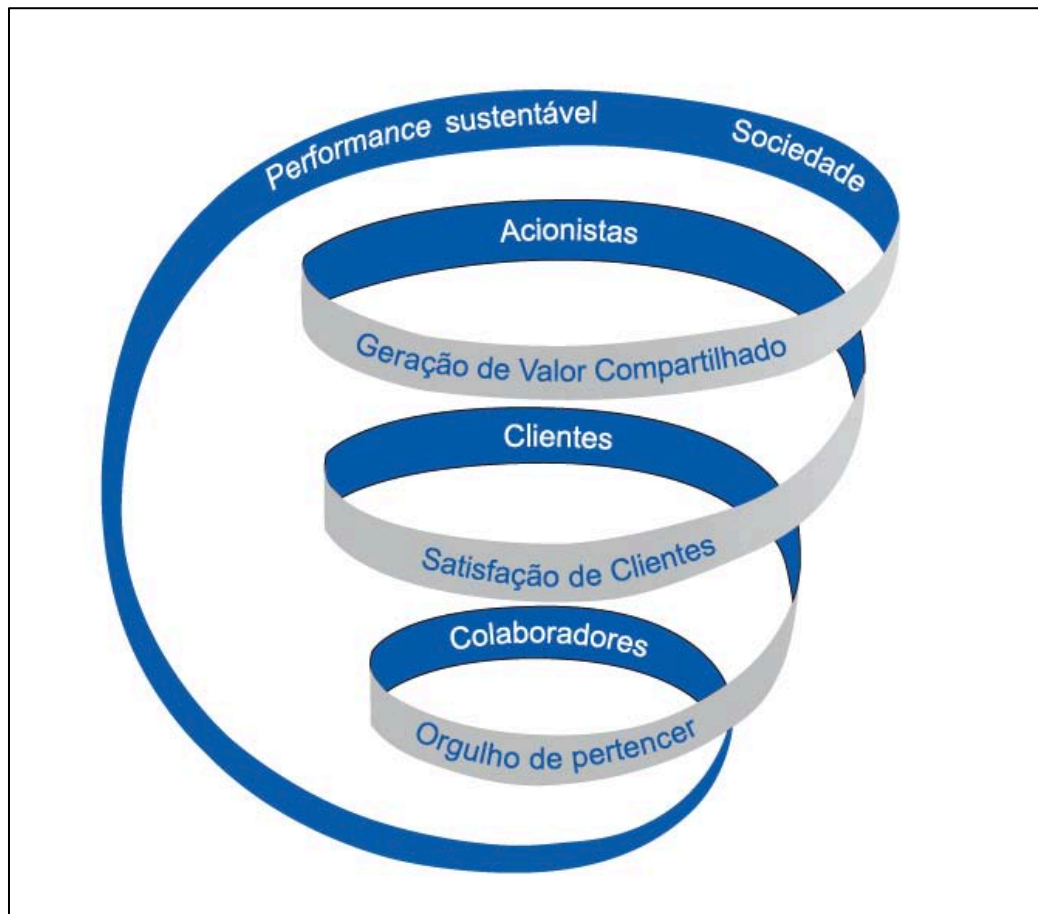 Performance sustentável
Sociedade
Acionistas
Geração de Valor Compartilhado
Clientes
Satisfação de Clientes
Colaboradores
Orgulho de pertencer